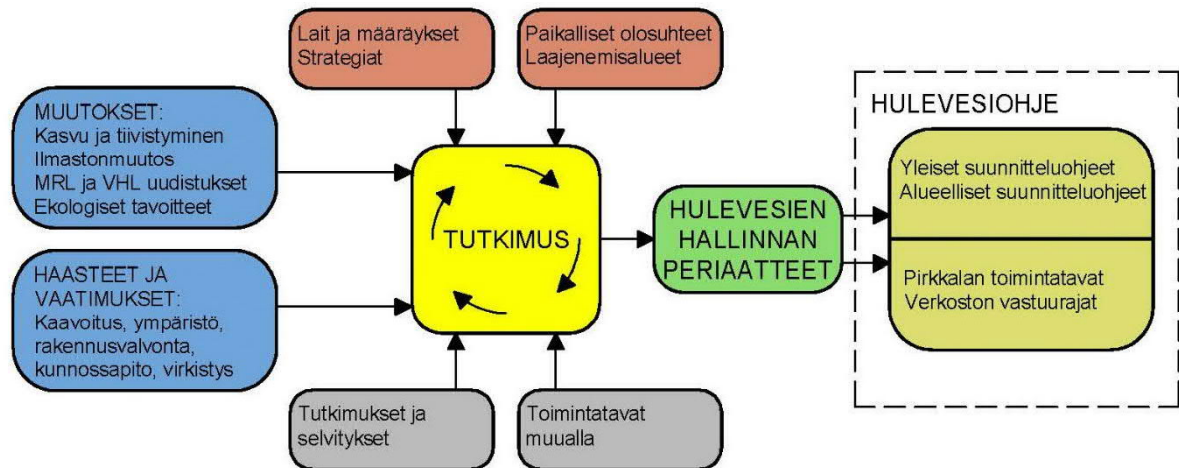 Lait ja määräykset
Strategiat
Paikalliset olosuhteet
Laajenemisalueet
MUUTOKSET:
Kasvu ja tiivistyminen
Ilmastonmuutos
MRL ja VHL uudistukset
Ekologiset tavoitteet
HAASTEET JA
VAATIMUKSET:
Kaavoitus, ympäristö,
rakennusvalvonta,
kunnossapito, virkistys
TUTKIMUS
Tutkimukset ja
selvitykset
Toimintatavat
muualla
HULEVESIEN
HALLINNAN
PERIAATTEET
HULEVESIOHJE
Yleiset suunnitteluohjeet
Alueelliset suunnitteluohjeet
Pirkkalan toimintatavat
Verkoston vastuurajat